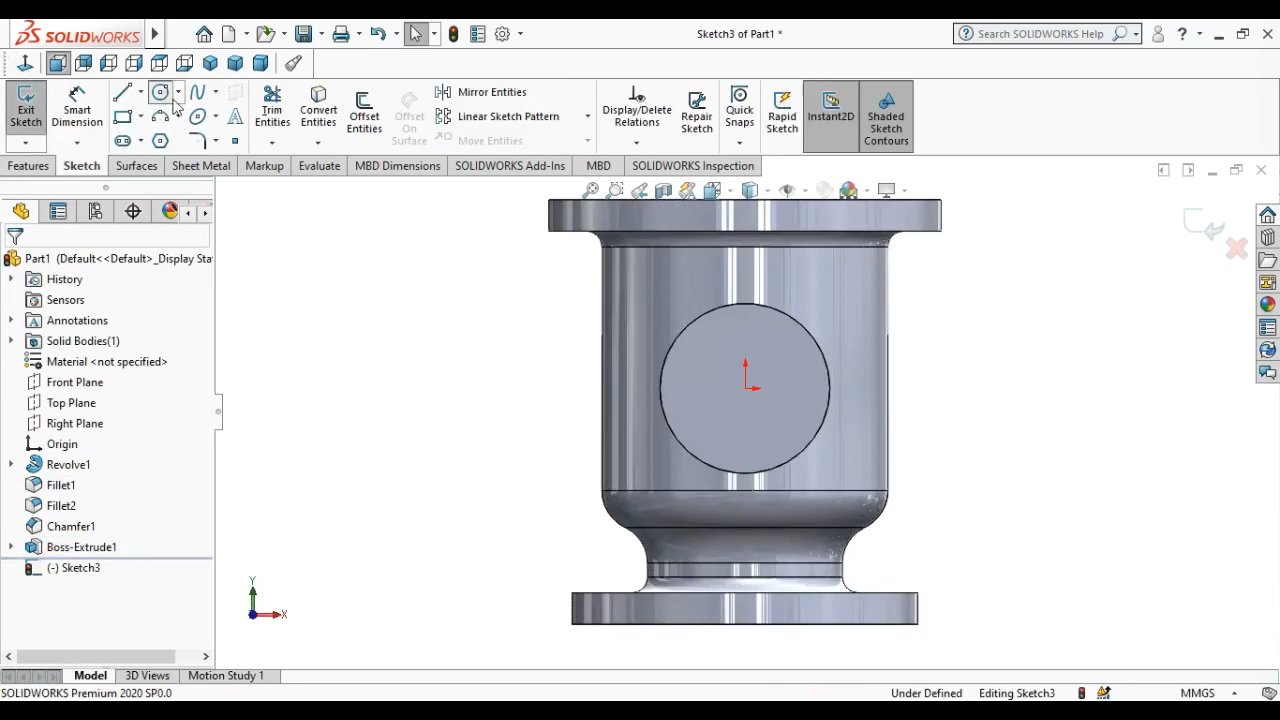 SOLIDWORKS
Sketch3 of Part1 *
Search SOLIDWORKS Help
Exit Sketch
Smart Dimension
Trim Entities
Convert Entities
Offset Entities
Offset On Surface
Mirror Entities
Linear Sketch Pattern
Move Entities
Display/Delete Relations
Repair Sketch
Quick Snaps
Rapid Sketch
Instant2D
Shaded Sketch Contours
Features
Sketch
Surfaces
Sheet Metal
Markup
Evaluate
MBD Dimensions
SOLIDWORKS Add-Ins
MBD
SOLIDWORKS Inspection
Part1 (Default<<Default>_Display Sta
History
Sensors
Annotations
Solid Bodies(1)
Material <not specified>
Front Plane
Top Plane
Right Plane
Origin
Revolve1
Fillet1
Fillet2
Chamfer1
Boss-Extrude1
(-) Sketch3
Y
X
Model
3D Views
Motion Study 1
SOLIDWORKS Premium 2020 SP0.0
Under Defined
Editing Sketch3
MMGS